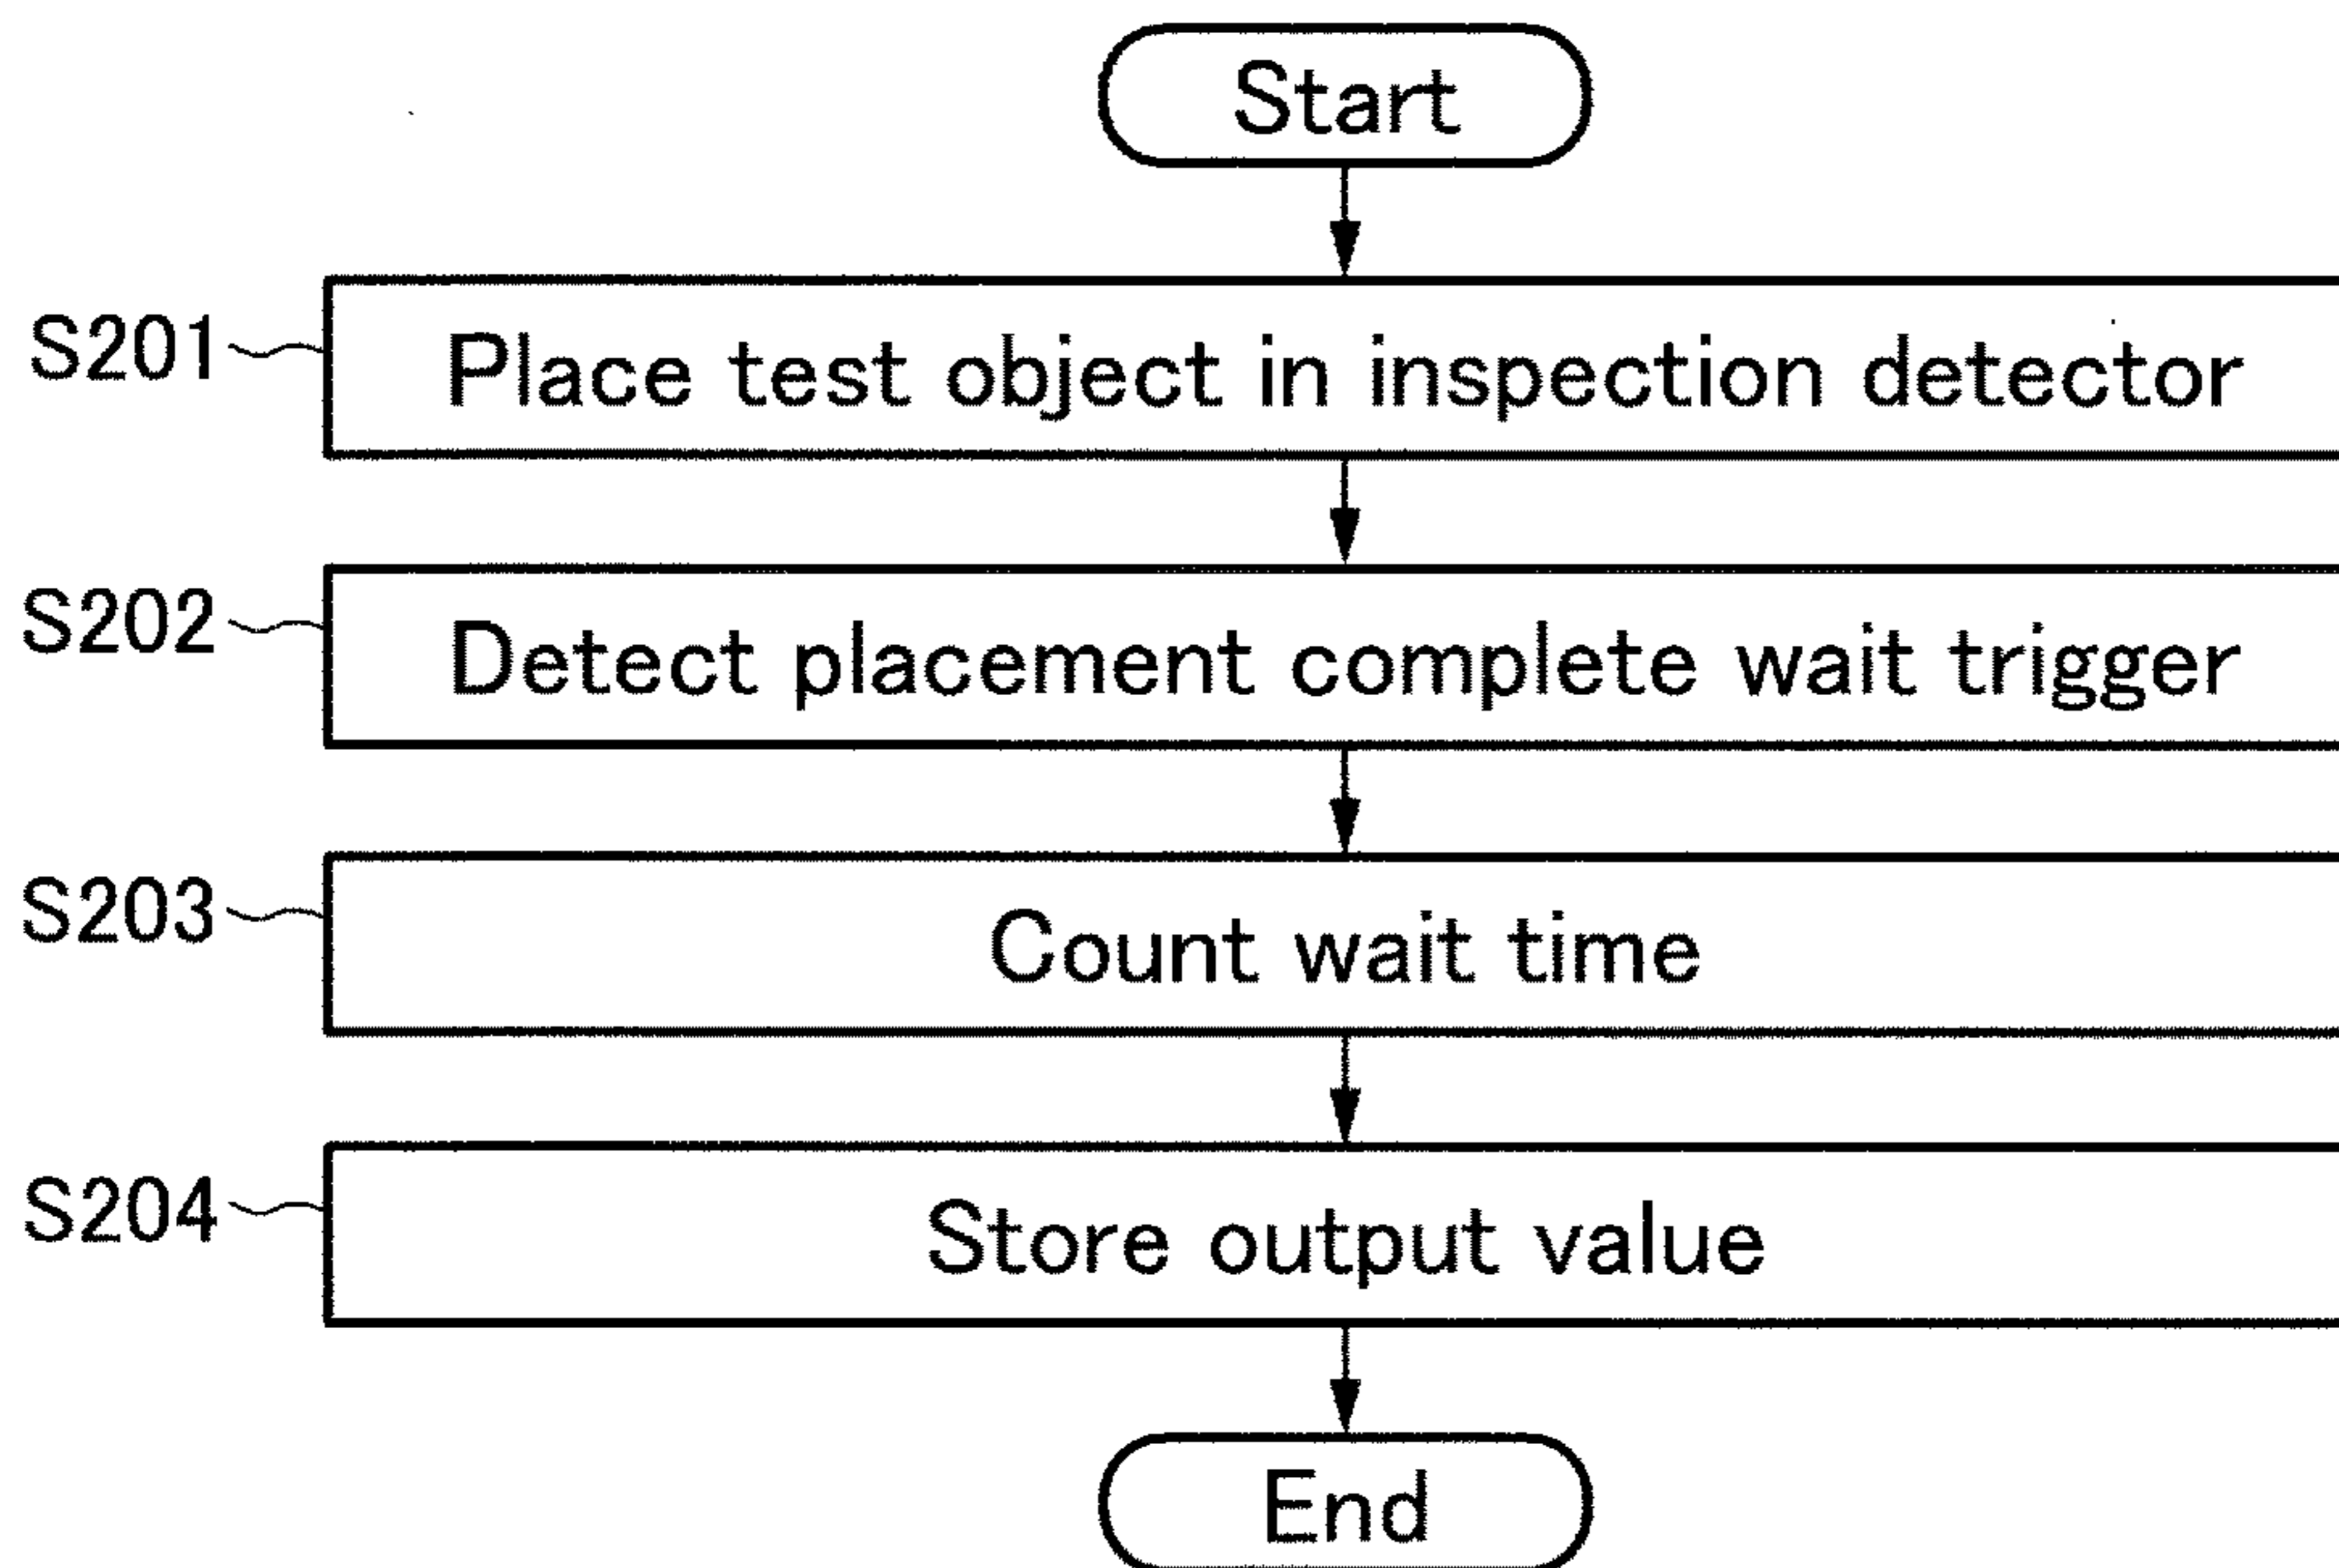 Start
S201
Place test object in inspection detector
S202
Detect placement complete wait trigger
S203
Count wait time
S204
Store output value
End